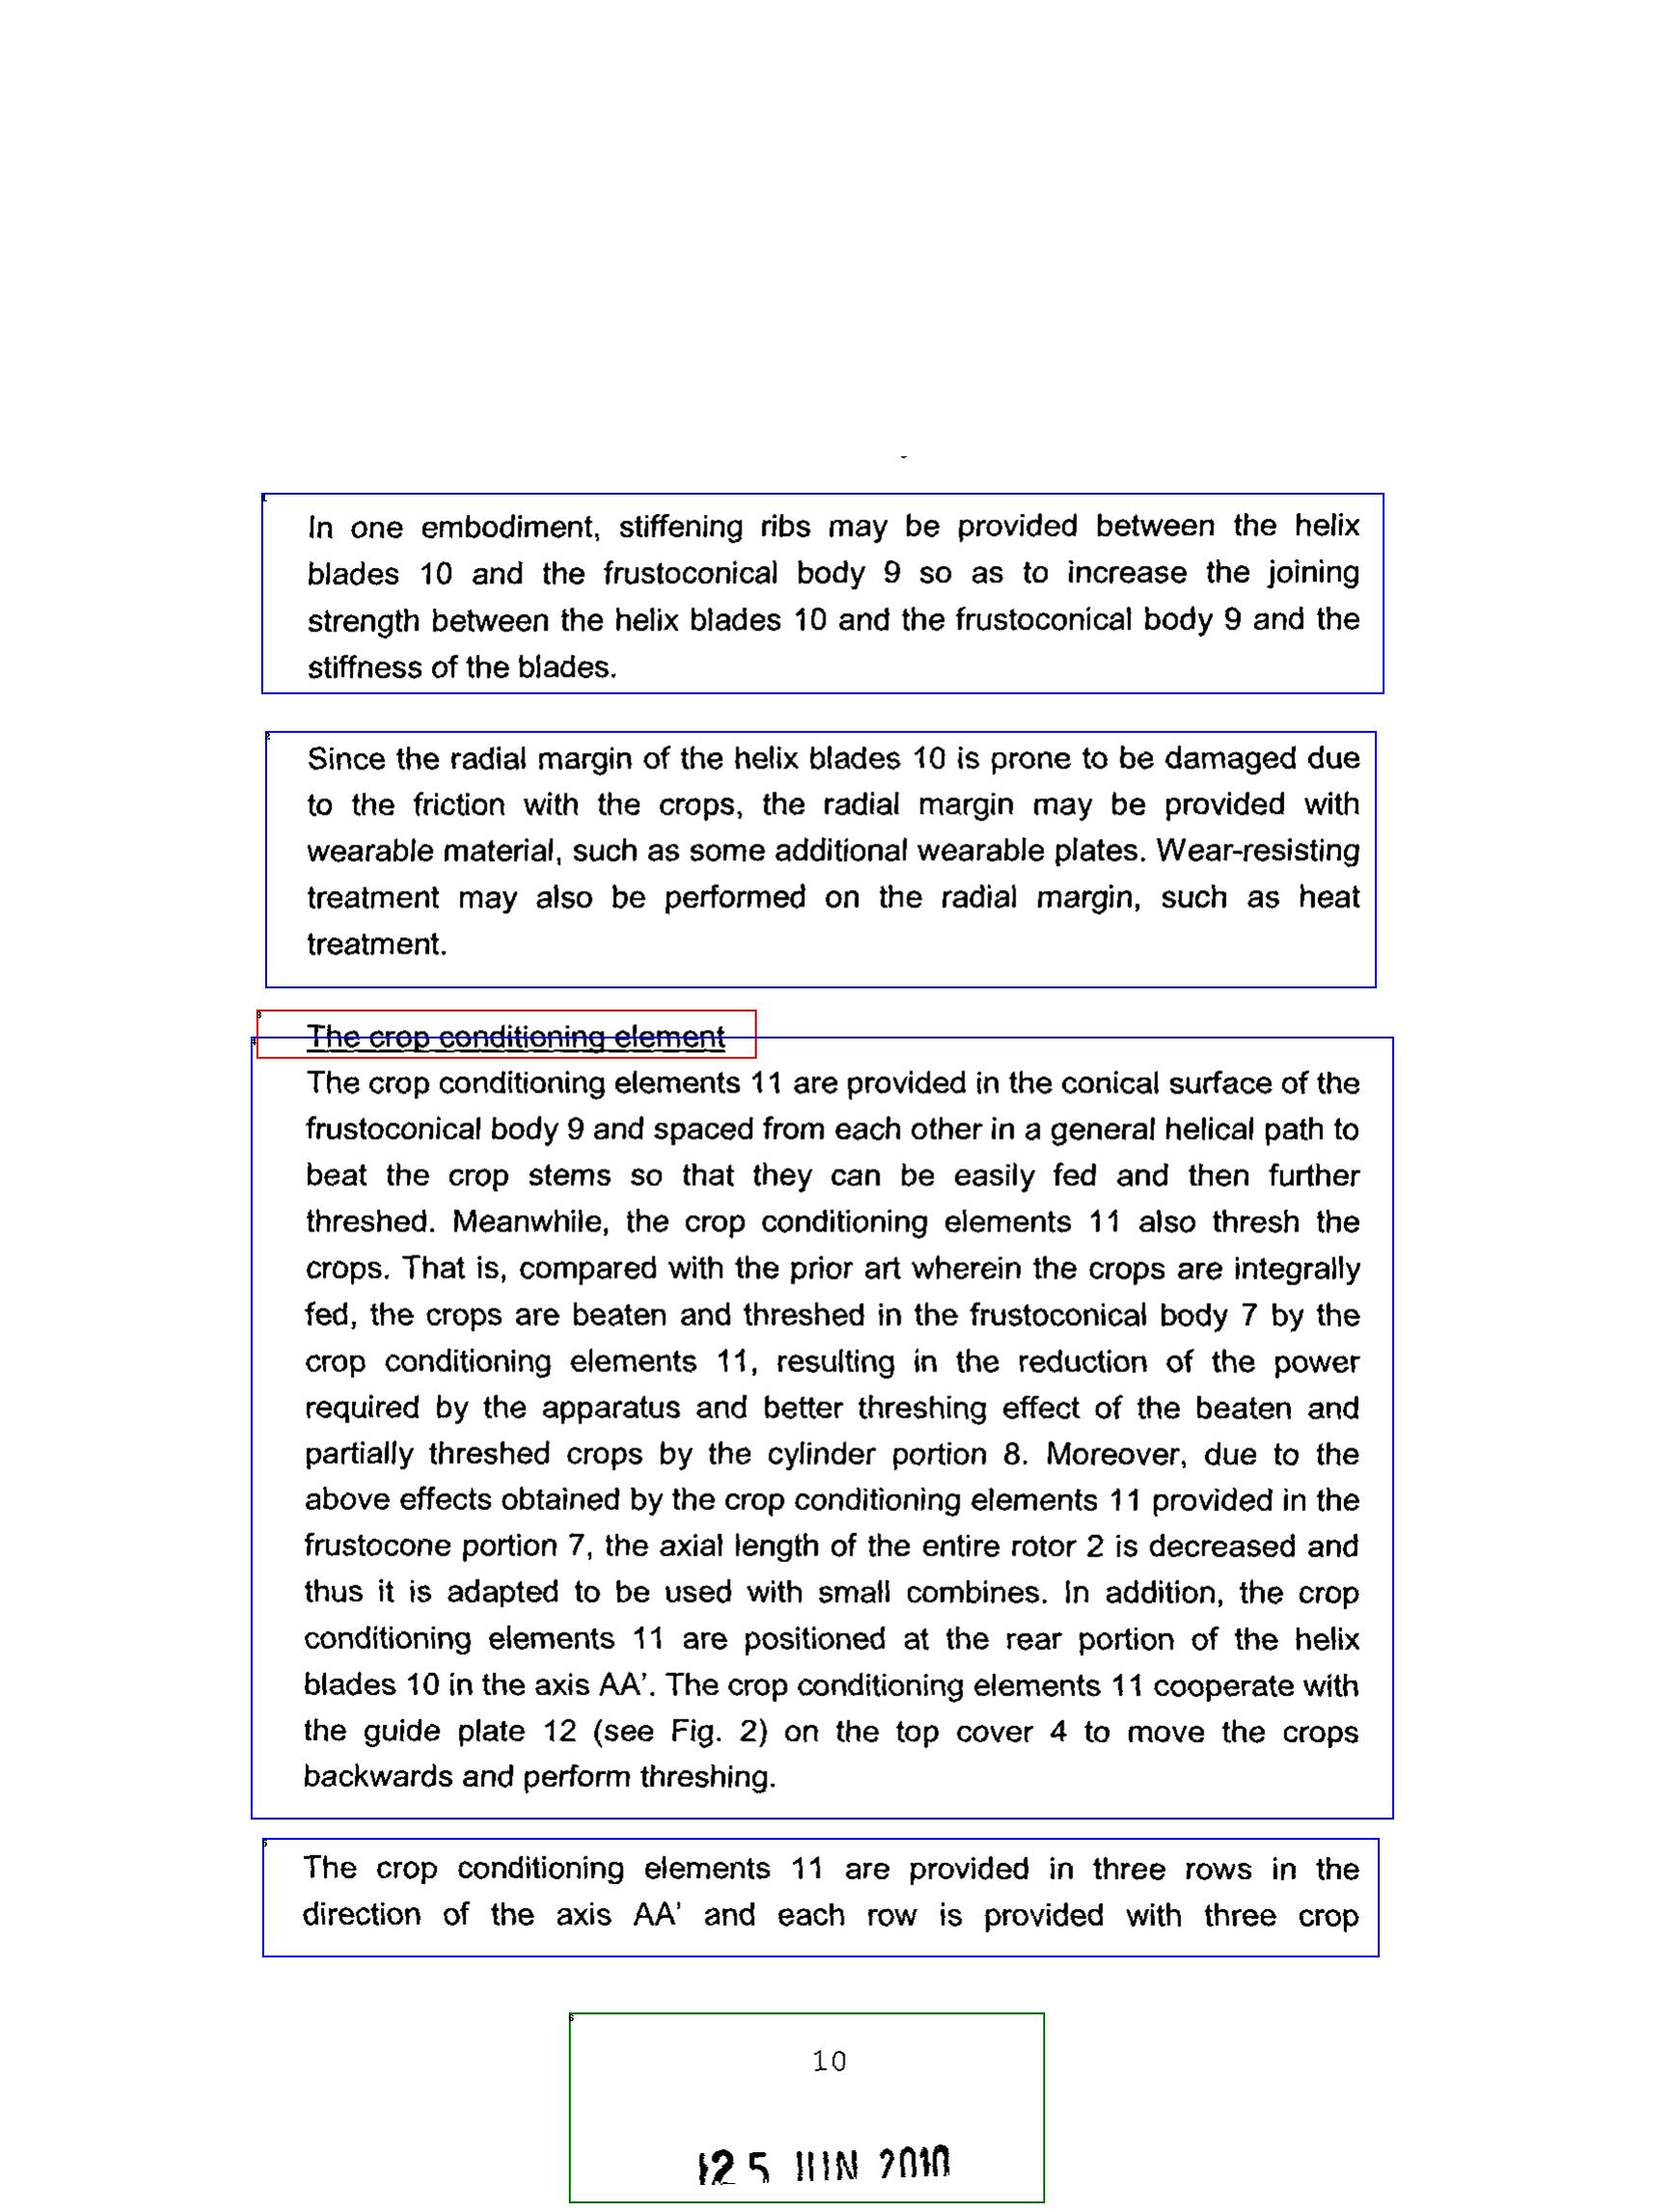 In one embodiment, stiffening ribs may be provided between the helix
blades 10 and the frustoconical body 9 so as to increase the joining
strength between the helix blades 10 and the frustoconical body 9 and the
stiffness of the blades.
Since the radial margin of the helix blades 10 is prone to be damaged due
to the friction with the crops, the radial margin may be provided with
wearable material, such as some additional wearable plates. Wear-resisting
treatment may also be performed on the radial margin, such as heat
treatment.
The crop conditioning element
The crop conditioning elements 11 are provided in the conical surface of the
frustoconical body 9 and spaced from each other in a general helical path to
beat the crop stems so that they can be easily fed and then further
threshed. Meanwhile, the crop conditioning elements 11 also thresh the
crops. That is, compared with the prior art wherein the crops are integrally
fed, the crops are beaten and threshed in the frustoconical body 7 by the
crop conditioning elements 11, resulting in the reduction of the power
required by the apparatus and better threshing effect of the beaten and
partially threshed crops by the cylinder portion 8. Moreover, due to the
above effects obtained by the crop conditioning elements 11 provided in the
frustocone portion 7, the axial length of the entire rotor 2 is decreased and
thus it is adapted to be used with small combines. In addition, the crop
conditioning elements 11 are positioned at the rear portion of the helix
blades 10 in the axis AA'. The crop conditioning elements 11 cooperate with
the guide plate 12 (see Fig. 2) on the top cover 4 to move the crops
backwards and perform threshing.
The crop conditioning elements 11 are provided in three rows in the
direction of the axis AA' and each row is provided with three crop
10
25 JUN 2010